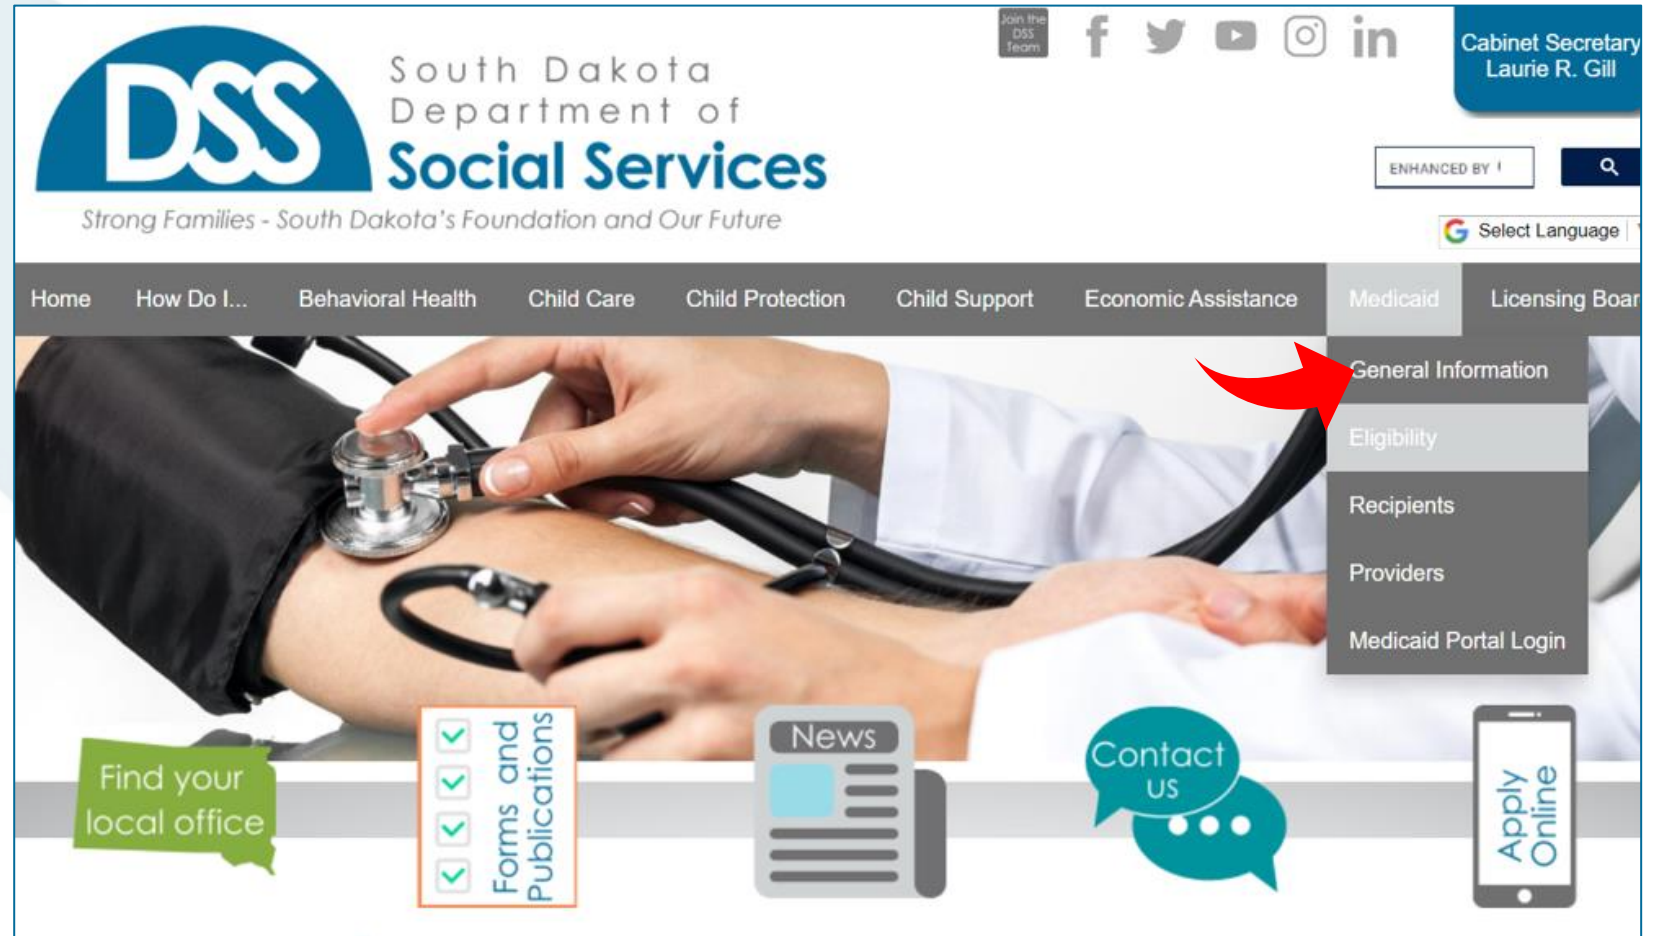 Join the
DSS
Team
Cabinet Secretary
Laurie R. Gill
DSS
South Dakota
Department of
Social Services
Strong Families - South Dakota's Foundation and Our Future
ENHANCED BY
Select Language
Home How Do I... Behavioral Health Child Care Child Protection Child Support Economic Assistance Medicaid Licensing Boar
General Information
Eligibility
Recipients
Providers
Medicaid Portal Login
Find your
local office
Forms and
Publications
News
Contact
us
Apply
Online